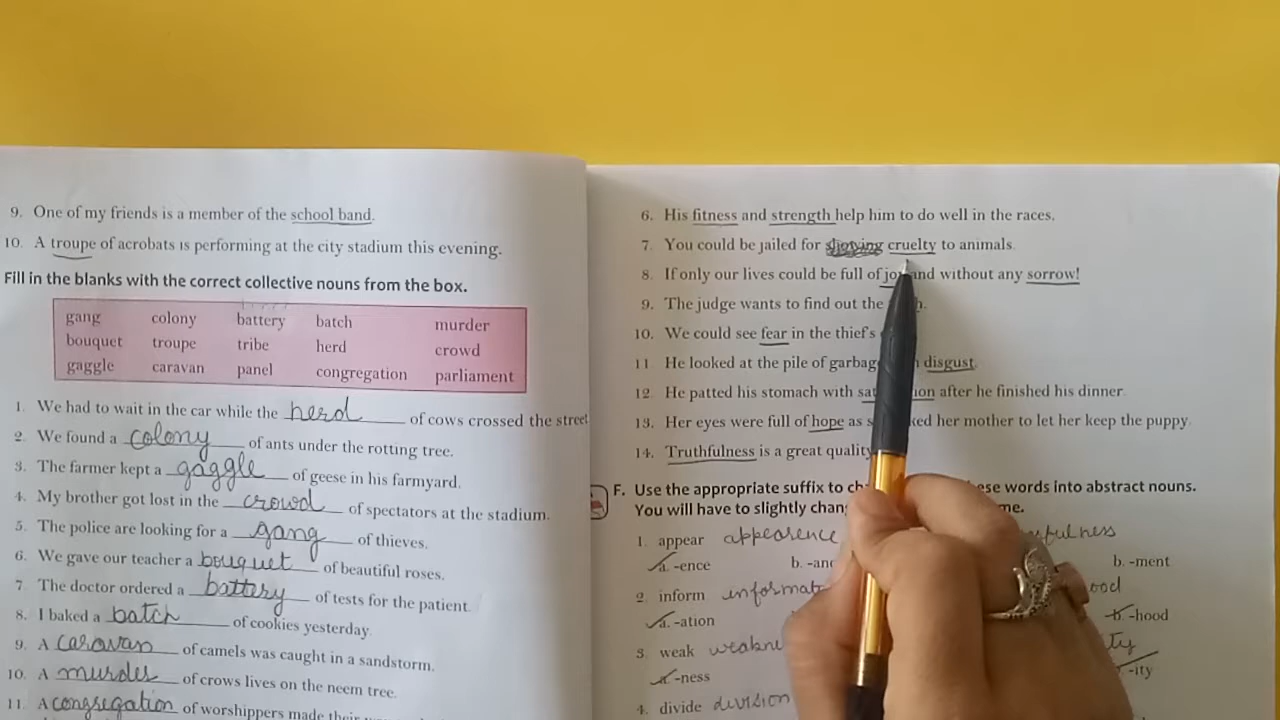 9. One of my friends is a member of the school band.
10. A troupe of acrobats is performing at the city stadium this evening.
Fill in the blanks with the correct collective nouns from the box.
gang colony battery batch murder
bouquet troupe tribe herd crowd
gaggle caravan panel congregation parliament
1. We had to wait in the car while the herd of cows crossed the street
2. We found a colony of ants under the rotting tree.
3. The farmer kept a gaggle of geese in his farmyard.
4. My brother got lost in the crowd of spectators at the stadium.
5. The police are looking for a gang of thieves.
6. We gave our teacher a bouquet of beautiful roses.
7. The doctor ordered a battery of tests for the patient.
8. I baked a batch of cookies yesterday.
9. A caravan of camels was caught in a sandstorm.
10. A murder of crows lives on the neem tree.
11. A congregation of worshippers made their
6. His fitness and strength help him to do well in the races.
7. You could be jailed for showing cruelty to animals.
8. If only our lives could be full of joy and without any sorrow!
9. The judge wants to find out the
10. We could see fear in the thief's
11. He looked at the pile of garbage disgust.
12. He patted his stomach with after he finished his dinner.
13. Her eyes were full of hope as her mother to let her keep the puppy.
14. Truthfulness is a great quality
F. Use the appropriate suffix to these words into abstract nouns.
You will have to slightly
1. appear appearence
a. -ence b. b. -ment
2. inform
a. -ation b. -hood
3. weak
a. -ness -ity
4. divide division